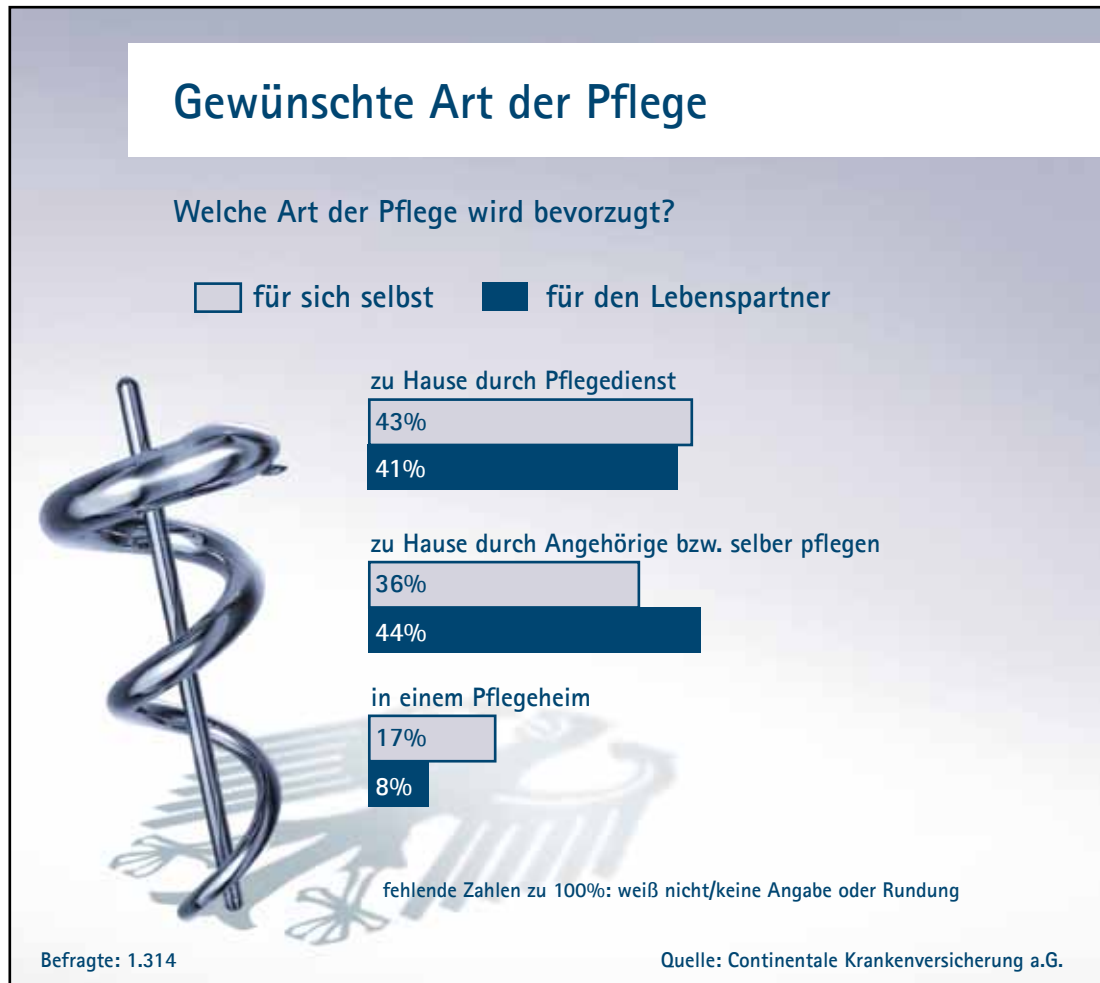 Gewünschte Art der Pflege
Welche Art der Pflege wird bevorzugt?
für sich selbst für den Lebenspartner
zu Hause durch Pflegedienst
43%
41%
zu Hause durch Angehörige bzw. selber pflegen
36%
44%
in einem Pflegeheim
17%
8%
fehlende Zahlen zu 100%: weiß nicht/keine Angabe oder Rundung
Befragte: 1.314 Quelle: Continentale Krankenversicherung a.G.